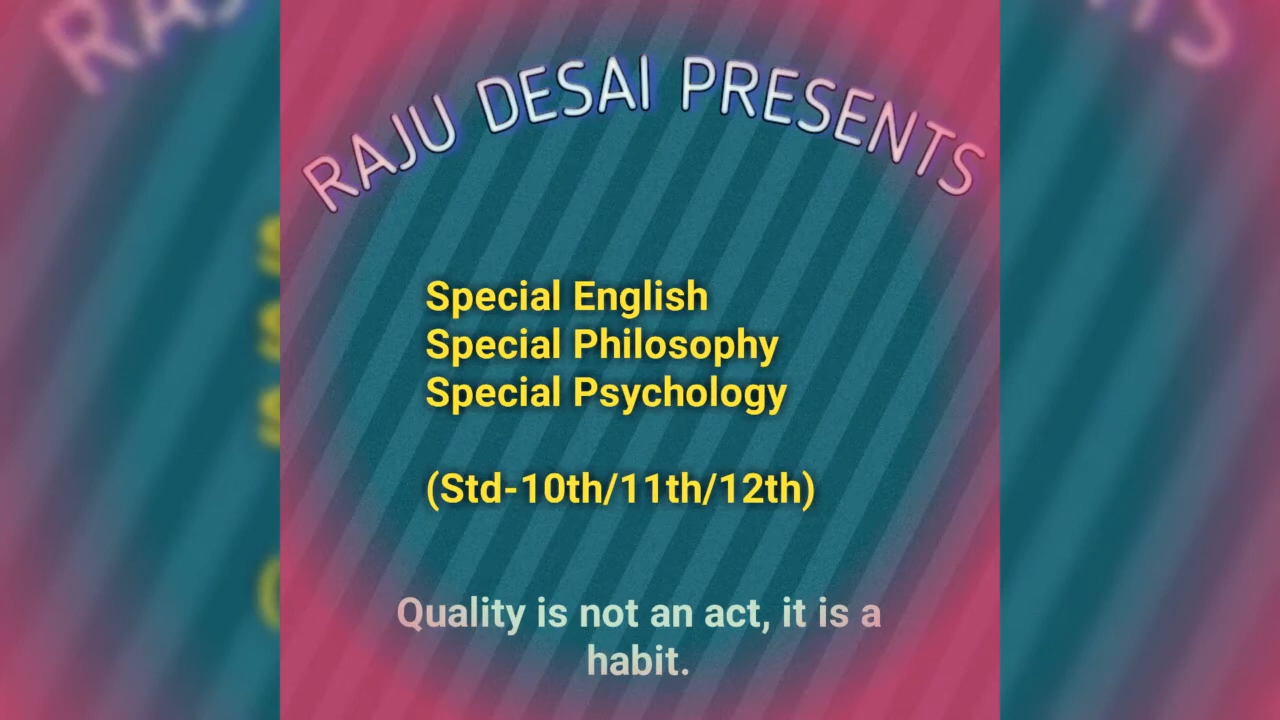 RAJU DESAI PRESENTS
Special English
Special Philosophy
Special Psychology
(Std-10th/11th/12th)
Quality is not an act, it is a
habit.